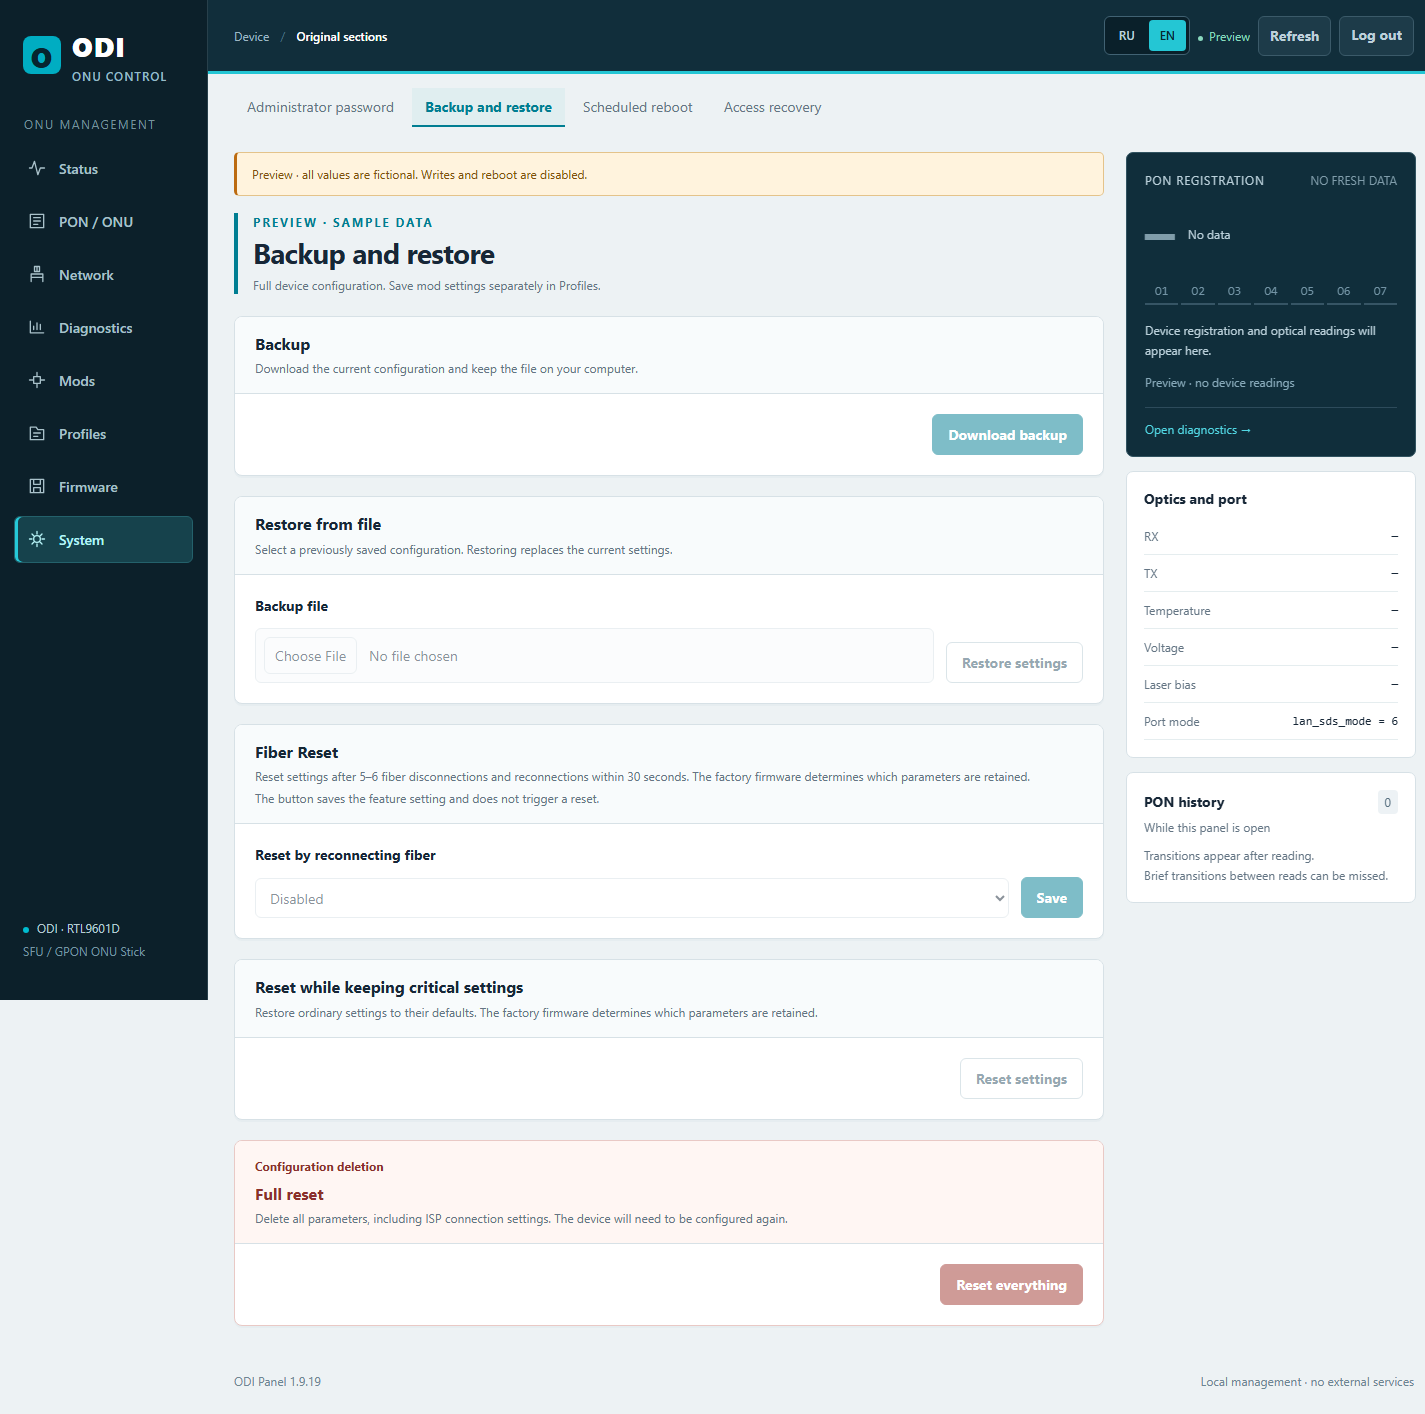 ODI
ONU CONTROL
ONU MANAGEMENT
Status
PON / ONU
Network
Diagnostics
Mods
Profiles
Firmware
System
ODI · RTL9601D
SFU / GPON ONU Stick
Device / Original sections
RU EN
Preview
Refresh
Log out
Administrator password
Backup and restore
Scheduled reboot
Access recovery
Preview · all values are fictional. Writes and reboot are disabled.
PREVIEW · SAMPLE DATA
Backup and restore
Full device configuration. Save mod settings separately in Profiles.
Backup
Download the current configuration and keep the file on your computer.
Download backup
Restore from file
Select a previously saved configuration. Restoring replaces the current settings.
Backup file
Choose File No file chosen
Restore settings
Fiber Reset
Reset settings after 5–6 fiber disconnections and reconnections within 30 seconds. The factory firmware determines which parameters are retained.
The button saves the feature setting and does not trigger a reset.
Reset by reconnecting fiber
Disabled
Save
Reset while keeping critical settings
Restore ordinary settings to their defaults. The factory firmware determines which parameters are retained.
Reset settings
Configuration deletion
Full reset
Delete all parameters, including ISP connection settings. The device will need to be configured again.
Reset everything
PON REGISTRATION NO FRESH DATA
No data
01 02 03 04 05 06 07
Device registration and optical readings will
appear here.
Preview · no device readings
Open diagnostics →
Optics and port
RX –
TX –
Temperature –
Voltage –
Laser bias –
Port mode lan_sds_mode = 6
PON history 0
While this panel is open
Transitions appear after reading.
Brief transitions between reads can be missed.
ODI Panel 1.9.19
Local management · no external services